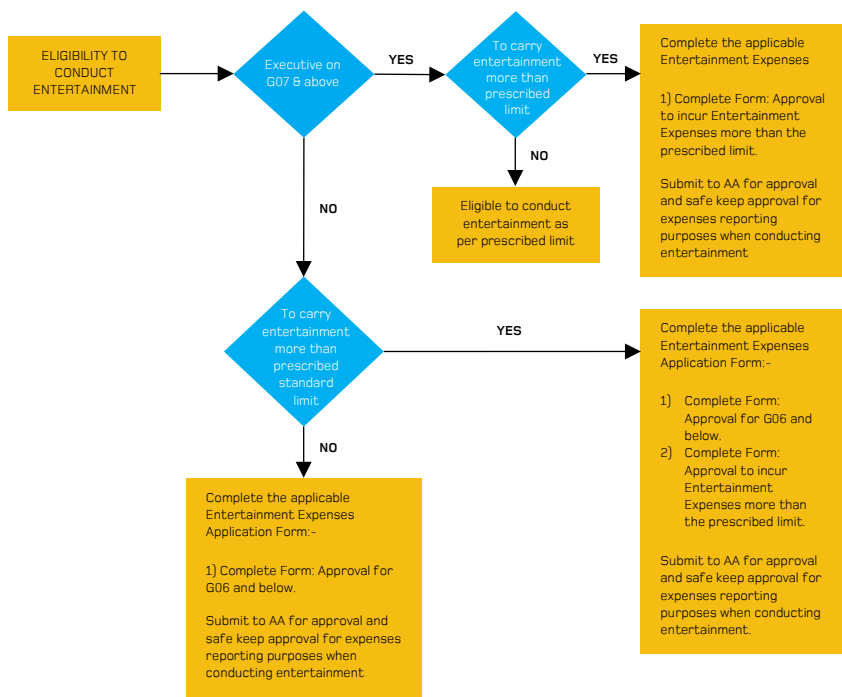 ELIGIBILITY TO
CONDUCT
ENTERTAINMENT
Executive on
G07 & above
YES
To carry
entertainment
more than
prescribed
limit
YES
Complete the applicable
Entertainment Expenses
1) Complete Form: Approval
to incur Entertainment
Expenses more than the
prescribed limit.
Submit to AA for approval
and safe keep approval for
expenses reporting
purposes when conducting
entertainment
NO
Eligible to conduct
entertainment as
per prescribed limit
NO
To carry
entertainment
more than
prescribed
standard
limit
YES
Complete the applicable
Entertainment Expenses
Application Form:-
1) Complete Form:
Approval for G06 and
below.
2) Complete Form:
Approval to incur
Entertainment
Expenses more than
the prescribed limit.
Submit to AA for approval
and safe keep approval for
expenses reporting
purposes when conducting
entertainment.
NO
Complete the applicable
Entertainment Expenses
Application Form:-
1) Complete Form: Approval for
G06 and below.
Submit to AA for approval and
safe keep approval for expenses
reporting purposes when
conducting entertainment